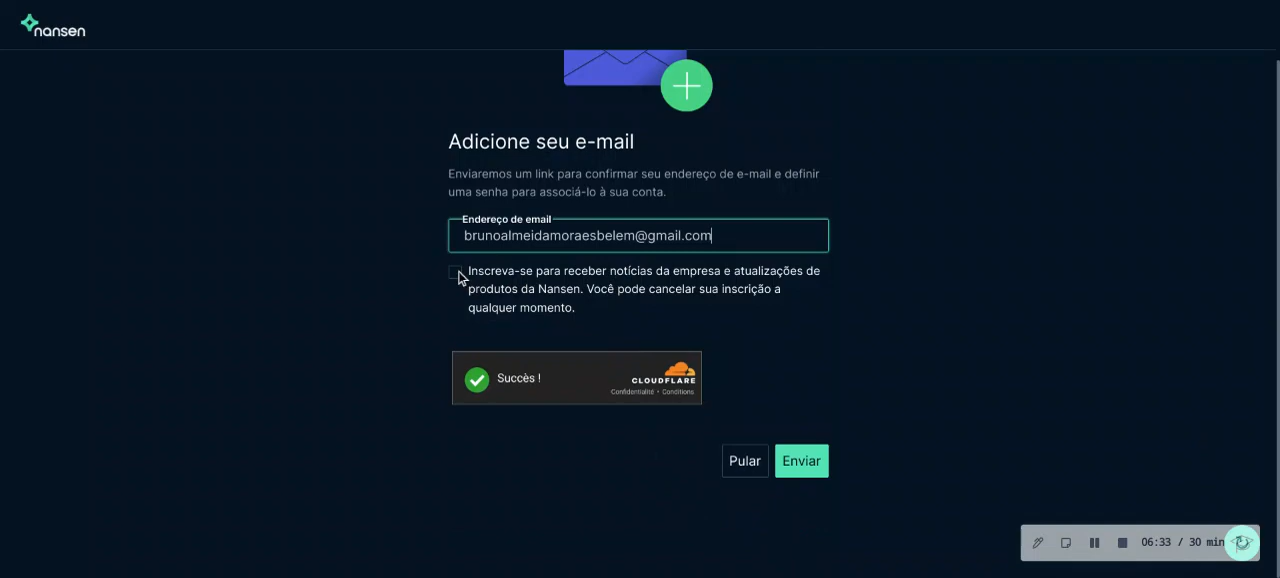 nansen
Adicione seu e-mail
Enviaremos um link para confirmar seu endereço de e-mail e definir
uma senha para associá-lo à sua conta.
Endereço de email
brunoalmeidamoraesbelem@gmail.com
Inscreva-se para receber notícias da empresa e atualizações de
produtos da Nansen. Você pode cancelar sua inscrição a
qualquer momento.
Succès !
CLOUDFLARE
Confidentialité • Conditions
Pular
Enviar
06:33 / 30 min